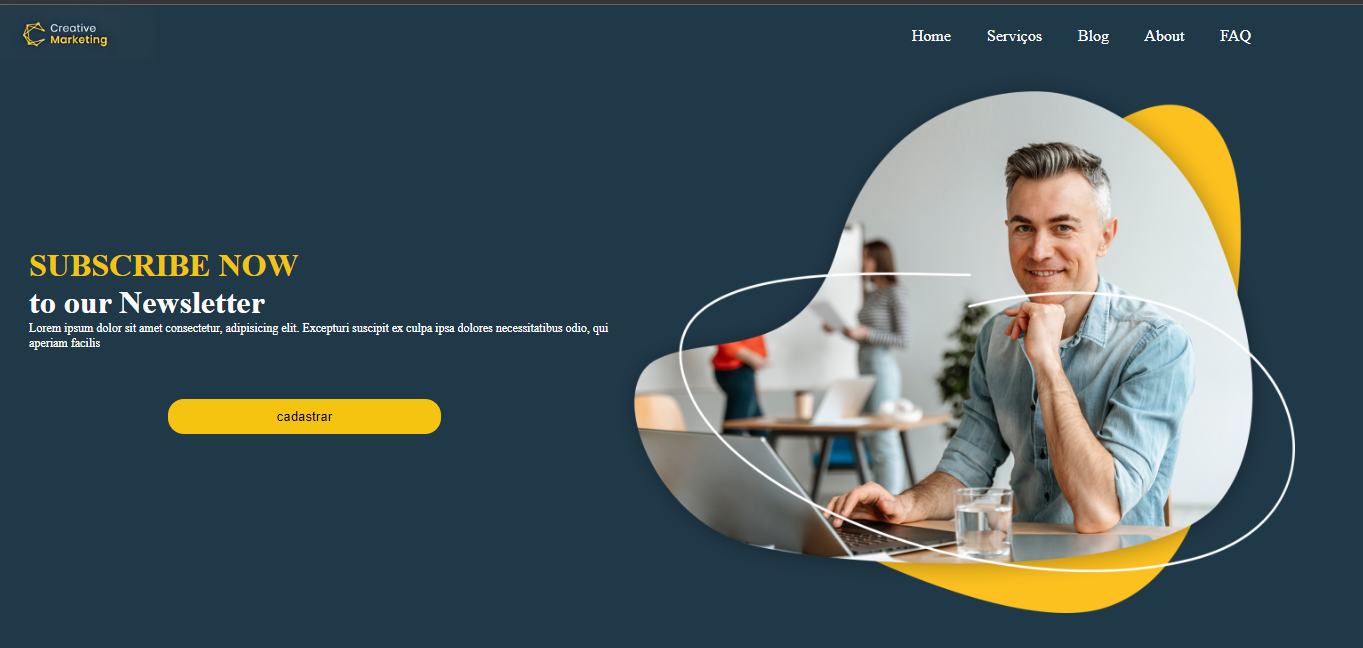 Creative
Marketing
Home Serviços Blog About FAQ
SUBSCRIBE NOW
to our Newsletter
Lorem ipsum dolor sit amet consectetur, adipisicing elit. Excepturi suscipit ex culpa ipsa dolores necessitatibus odio, qui
aperiam facilis
cadastrar